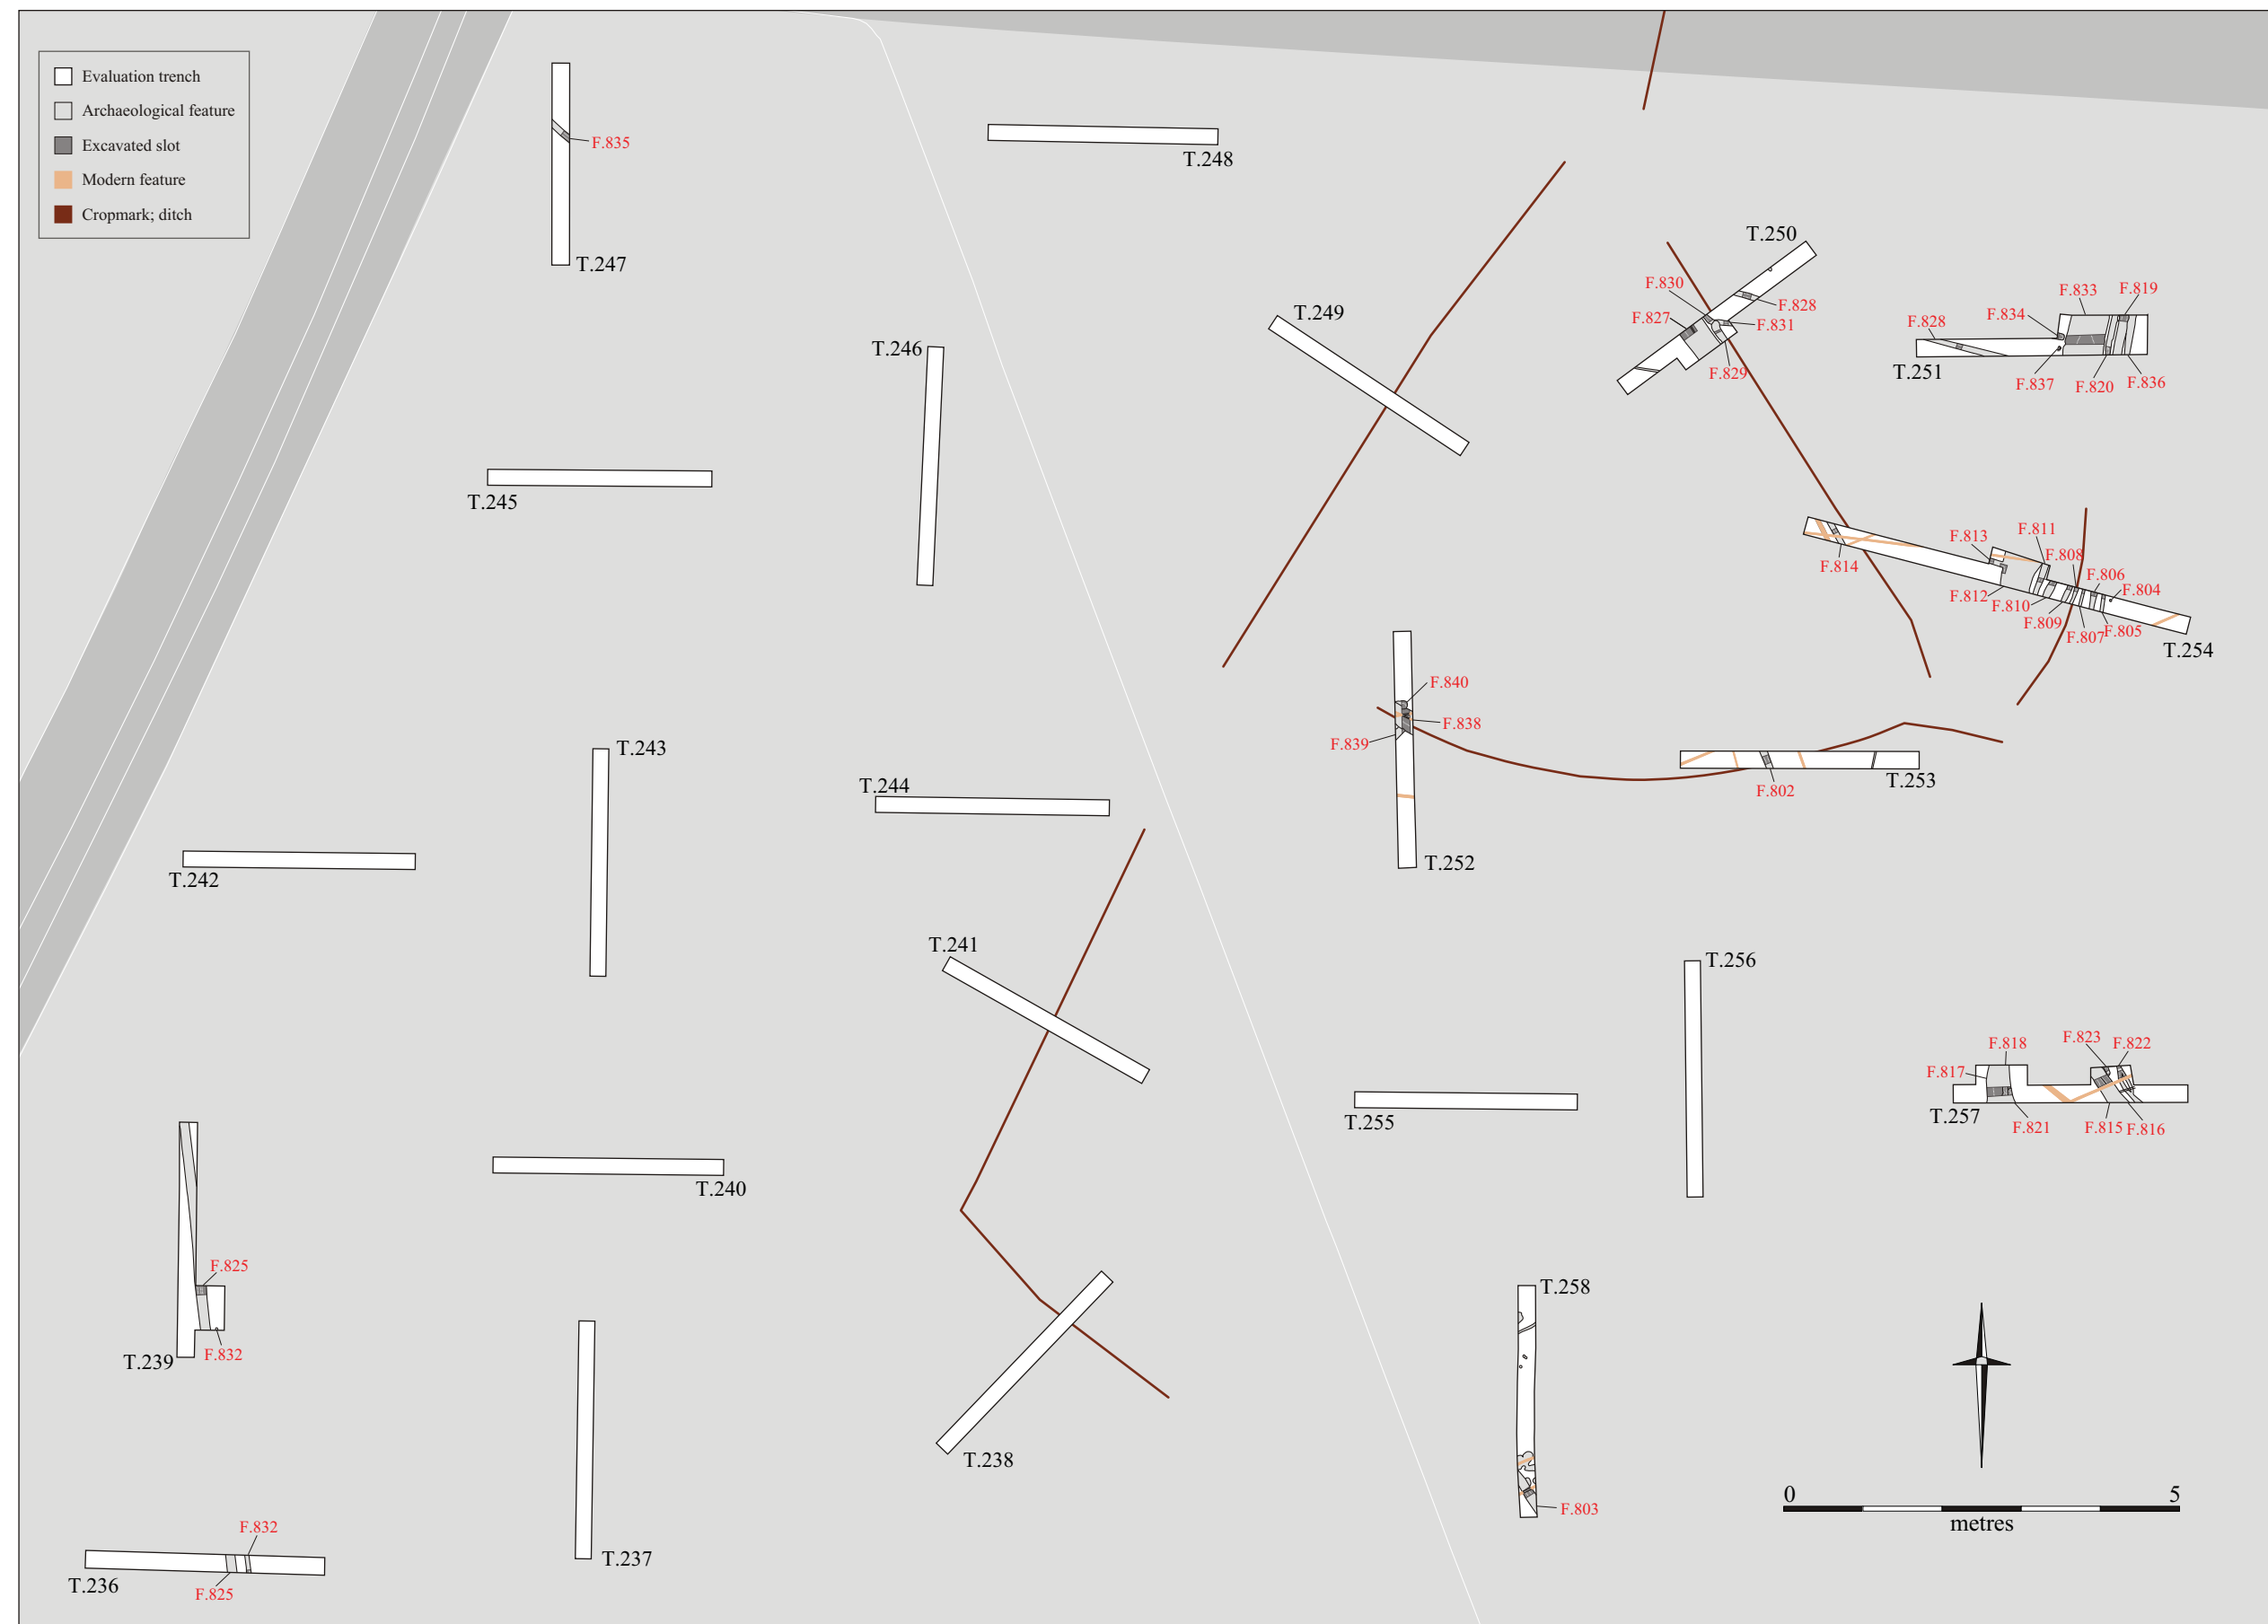 Evaluation trench
Archaeological feature
Excavated slot
Modern feature
Cropmark; ditch
F.835
T.247
T.248
T.250
F.830
F.828
F.827
F.831
F.829
F.833
F.819
F.834
F.828
T.251
F.837
F.820
F.836
T.249
T.246
T.245
F.813
F.811
F.808
F.806
F.804
F.814
F.812
F.810
F.809
F.807
F.805
T.254
F.840
F.838
F.839
T.243
T.244
F.802
T.253
T.252
T.242
T.241
T.256
F.818
F.823
F.822
F.817
T.257
F.821
F.815
F.816
T.255
T.240
F.825
T.258
T.239
F.832
T.238
F.803
0
5
metres
F.832
T.237
T.236
F.825